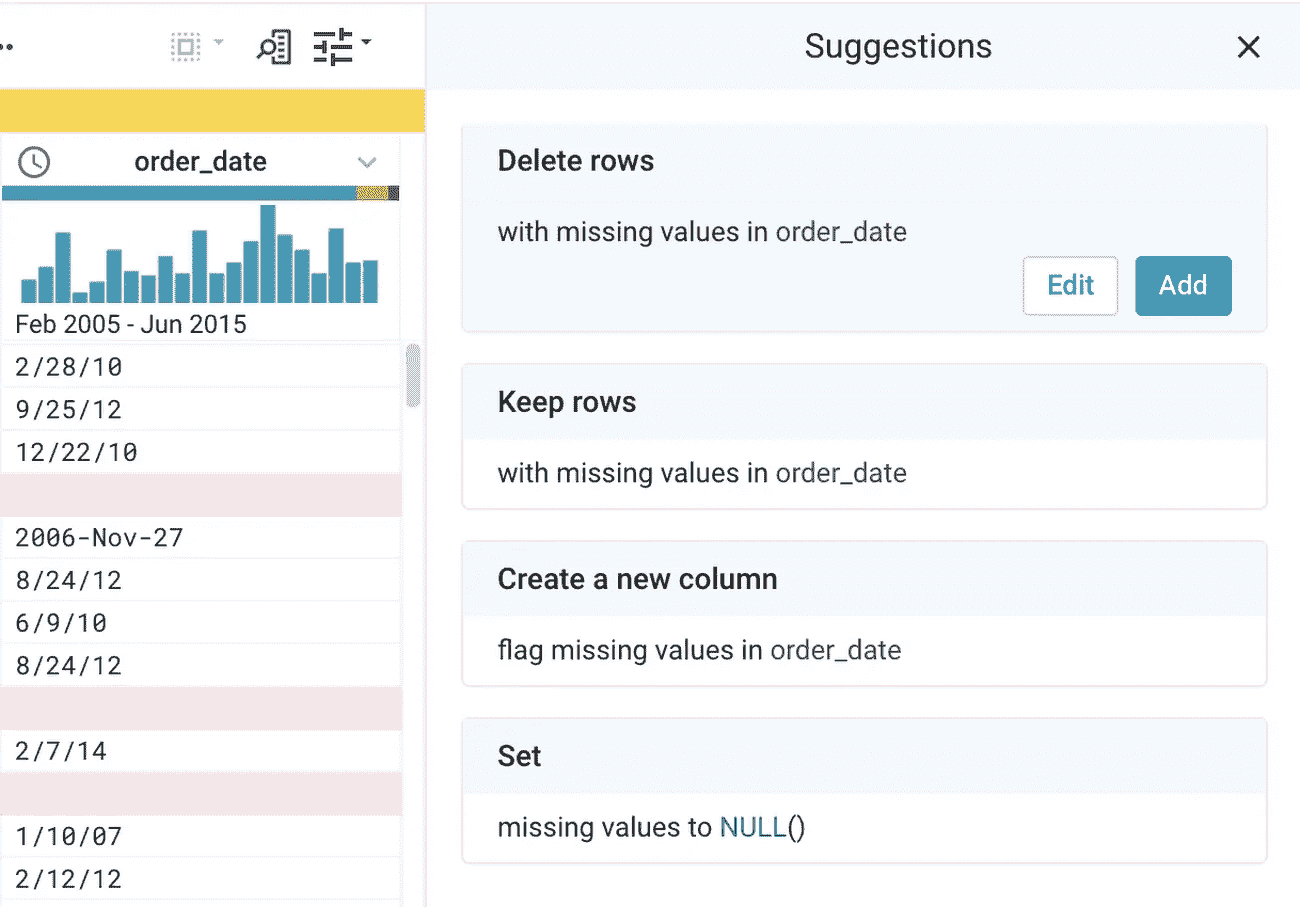 Suggestions
order_date
Feb 2005 - Jun 2015
2/28/10
9/25/12
12/22/10
2006-Nov-27
8/24/12
6/9/10
8/24/12
2/7/14
1/10/07
2/12/12
Delete rows
with missing values in order_date
Edit Add
Keep rows
with missing values in order_date
Create a new column
flag missing values in order_date
Set
missing values to NULL()